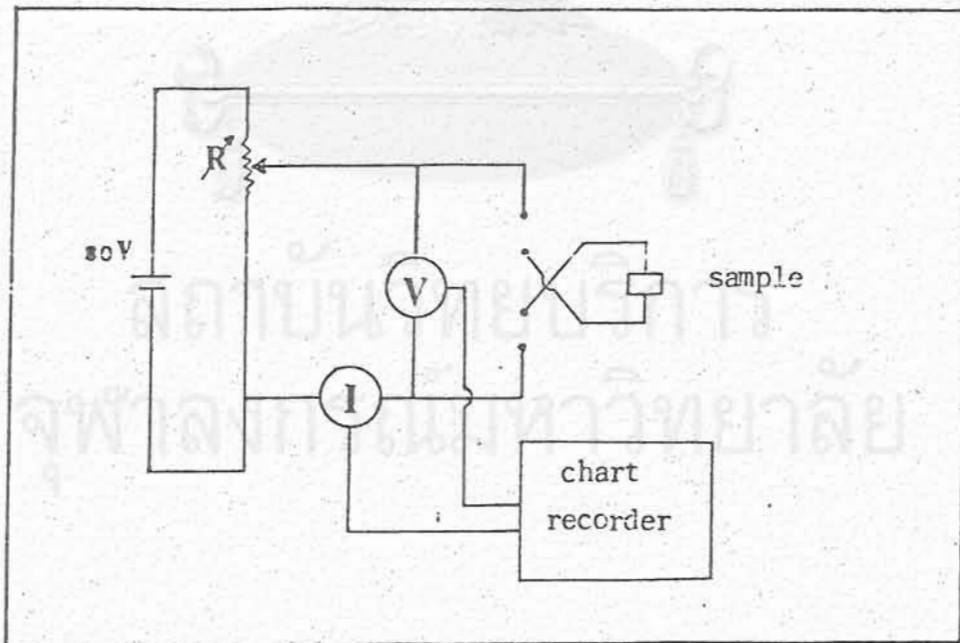 R
80V
V
sample
สถาบันวิทยบริการ
I
จุฬาลงกรณ์มหาวิทยาลัย
chart
recorder